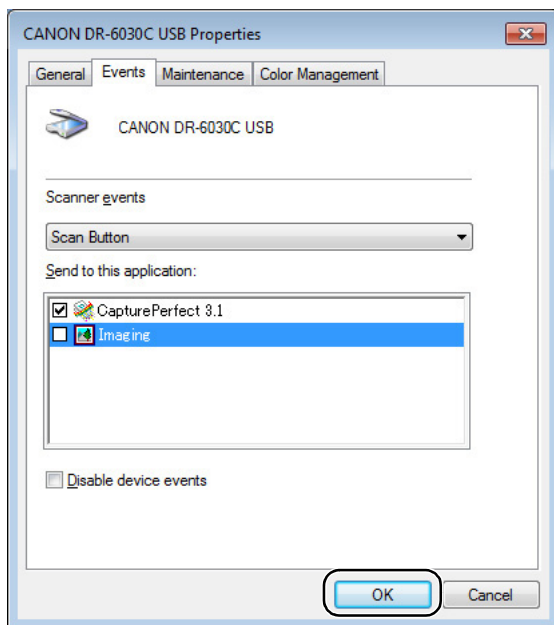 CANON DR-6030C USB Properties
General Events Maintenance Color Management
CANON DR-6030C USB
Scanner events
Scan Button
Send to this application:
CapturePerfect 3.1
Imaging
Disable device events
OK Cancel